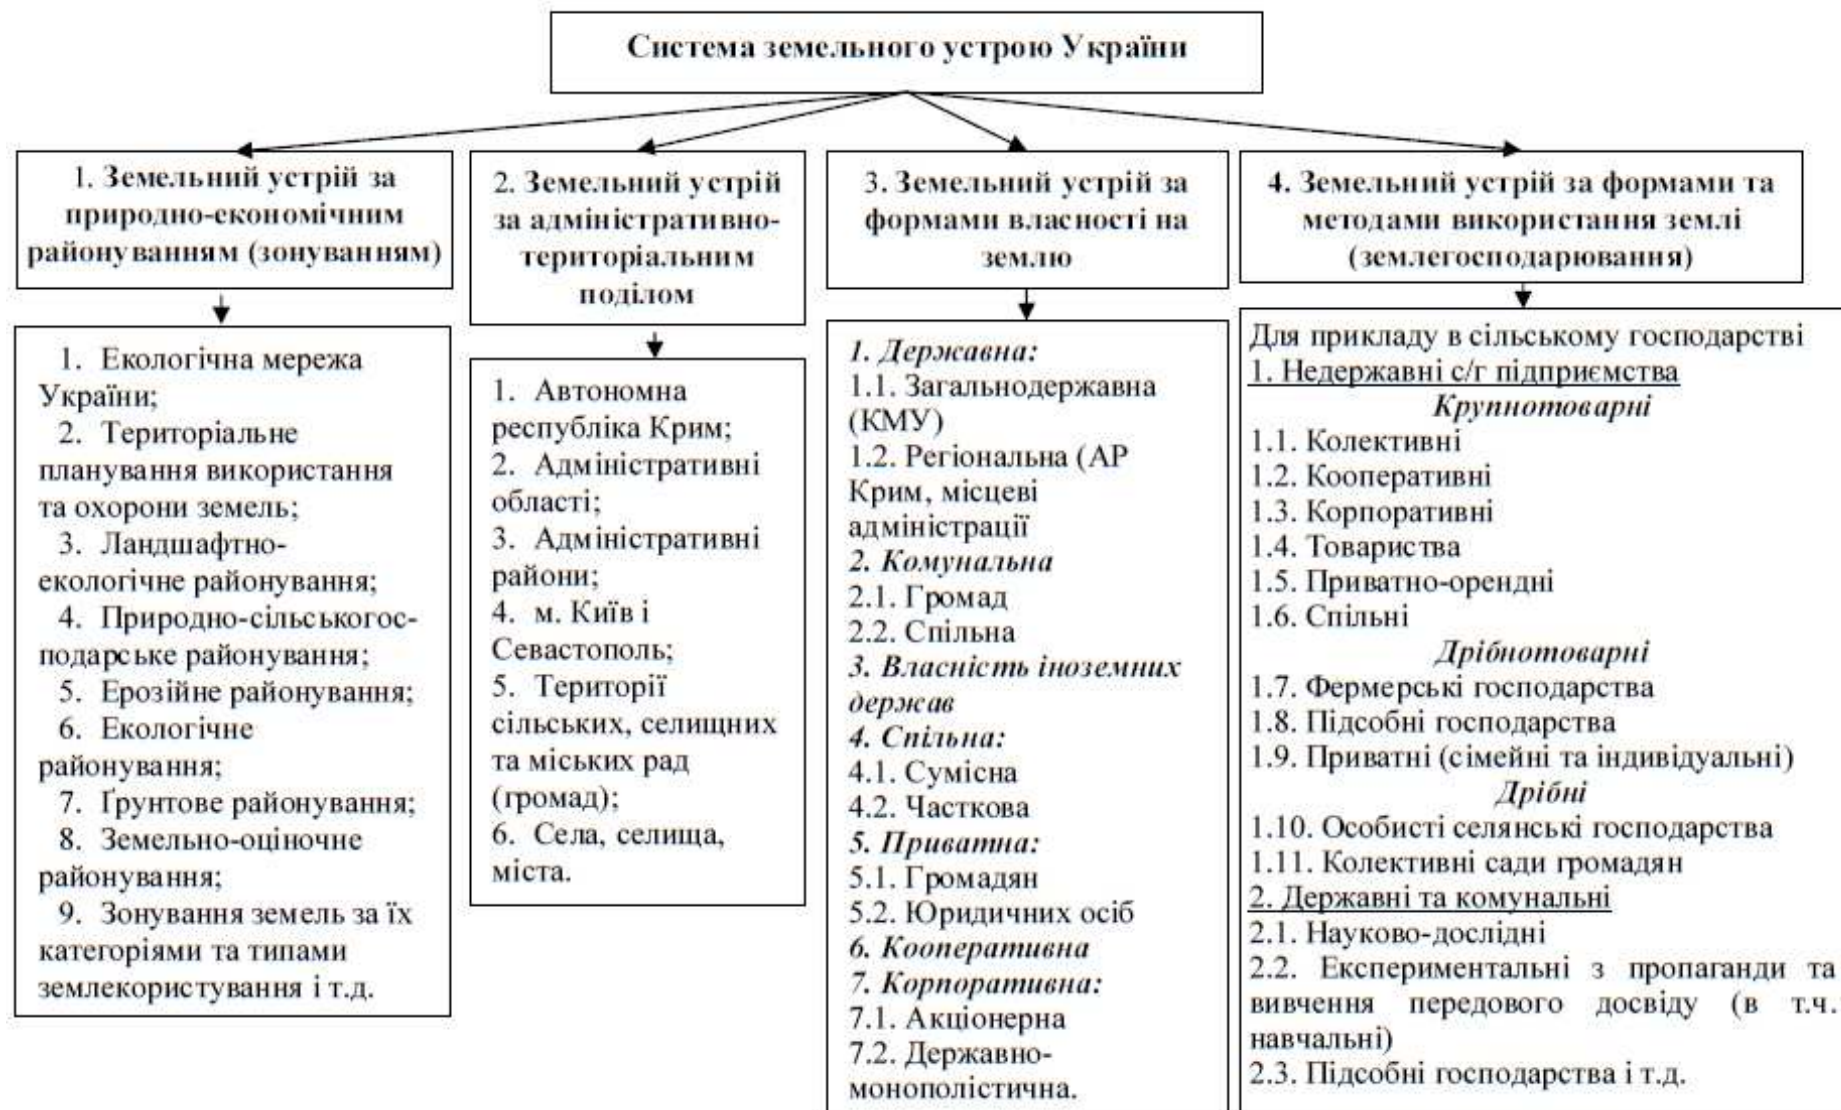 Система земельного устрою України
1. Земельний устрій за
природно-економічним
районуванням (зонуванням)
2. Земельний устрій
за адміністративно-
територіальним
поділом
3. Земельний устрій за
формами власності на
землю
4. Земельний устрій за формами та
методами використання землі
(землегосподарювання)
1. Екологічна мережа
України;
2. Територіальне
планування використання
та охорони земель;
3. Ландшафтно-
екологічне районування;
4. Природно-сільськогос-
подарське районування;
5. Ерозійне районування;
6. Екологічне
районування;
7. Ґрунтове районування;
8. Земельно-оціночне
районування;
9. Зонування земель за їх
категоріями та типами
землекористування і т.д.
1. Автономна
республіка Крим;
2. Адміністративні
області;
3. Адміністративні
райони;
4. м. Київ і
Севастополь;
5. Території
сільських, селищних
та міських рад
(громад);
6. Села, селища,
міста.
1. Державна:
1.1. Загальнодержавна
(КМУ)
1.2. Регіональна (АР
Крим, місцеві
адміністрації
2. Комунальна
2.1. Громад
2.2. Спільна
3. Власність іноземних
держав
4. Спільна:
4.1. Сумісна
4.2. Часткова
5. Приватна:
5.1. Громадян
5.2. Юридичних осіб
6. Кооперативна
7. Корпоративна:
7.1. Акціонерна
7.2. Державно-
монополістична.
Для прикладу в сільському господарстві
1. Недержавні с/г підприємства
Крупнотоварні
1.1. Колективні
1.2. Кооперативні
1.3. Корпоративні
1.4. Товариства
1.5. Приватно-орендні
1.6. Спільні
Дрібнотоварні
1.7. Фермерські господарства
1.8. Підсобні господарства
1.9. Приватні (сімейні та індивідуальні)
Дрібні
1.10. Особисті селянські господарства
1.11. Колективні сади громадян
2. Державні та комунальні
2.1. Науково-дослідні
2.2. Експериментальні з пропаганди та
вивчення передового досвіду (в т.ч.
навчальні)
2.3. Підсобні господарства і т.д.